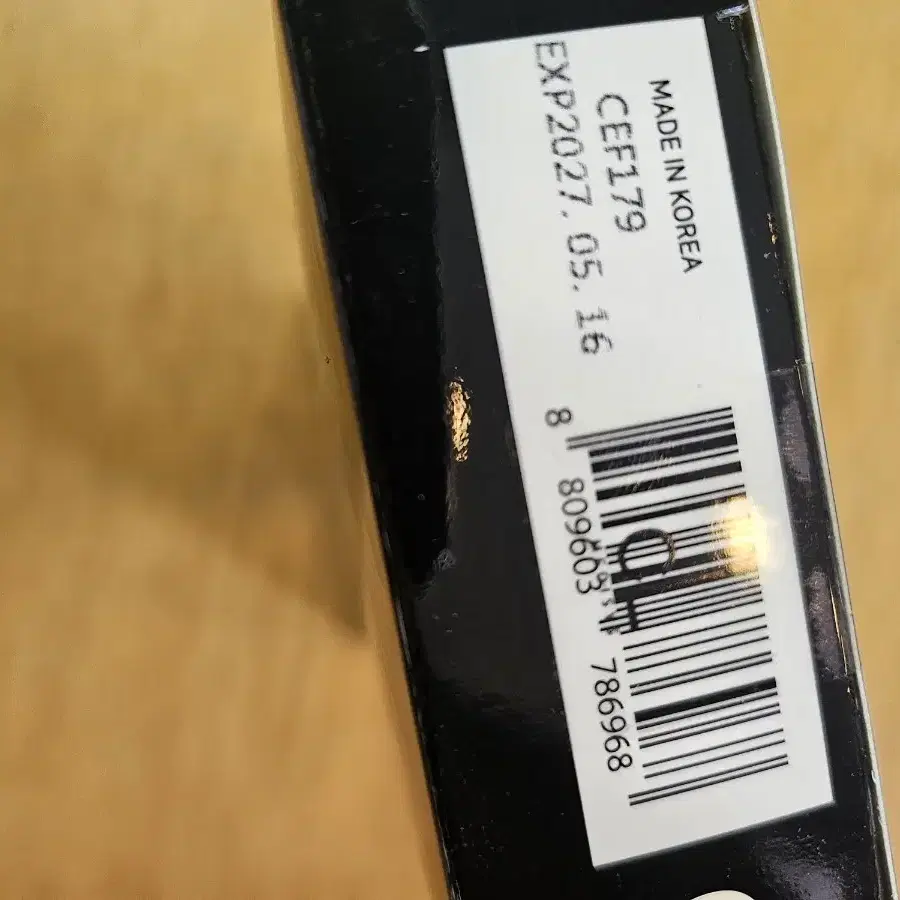 MADE IN KOREA
CEF179
EXP2027. 05. 16
8 809603 786968